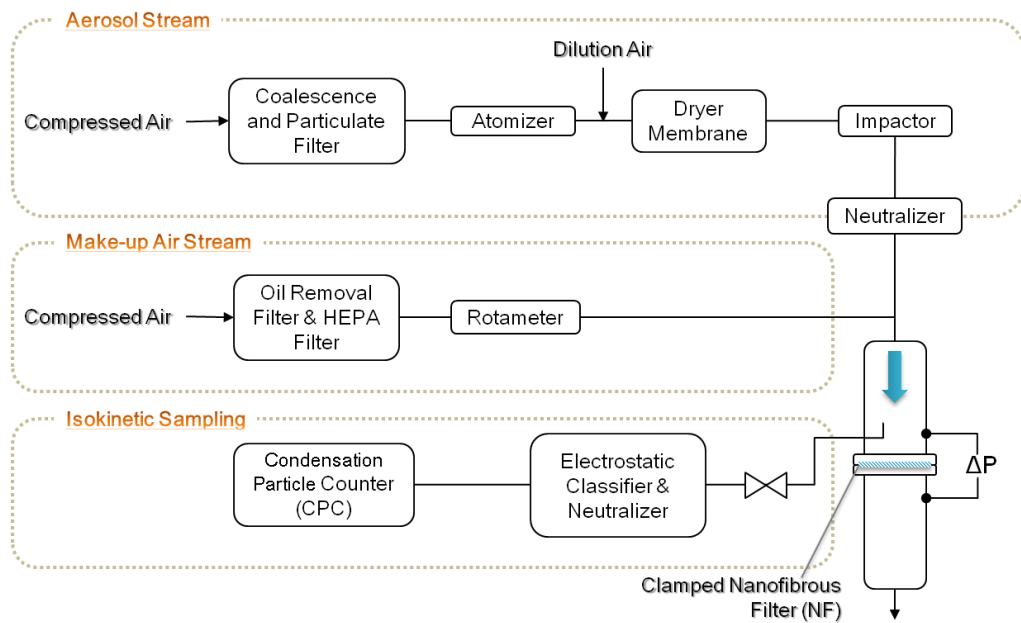 Aerosol Stream
Dilution Air
Compressed Air
Coalescence
and Particulate
Filter
Atomizer
Dryer
Membrane
Impactor
Neutralizer
Make-up Air Stream
Compressed Air
Oil Removal
Filter & HEPA
Filter
Rotameter
Isokinetic Sampling
Condensation
Particle Counter
(CPC)
Electrostatic
Classifier &
Neutralizer
ΔP
Clamped Nanofibrous
Filter (NF)